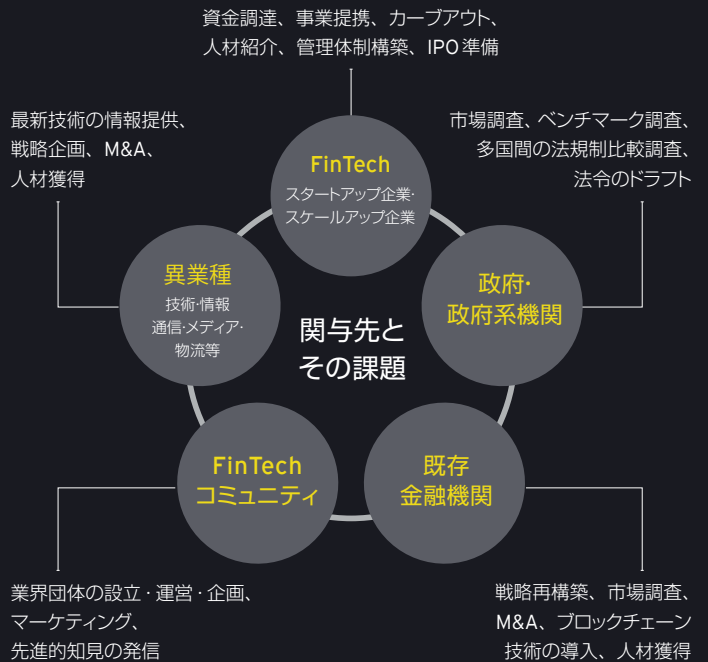 資金調達、事業提携、カーブアウト、
人材紹介、管理体制構築、IPO準備
最新技術の情報提供、
戦略企画、M&A、
人材獲得
市場調査、ベンチマーク調査、
多国間の法規制比較調査、
法令のドラフト
FinTech
スタートアップ企業・
スケールアップ企業
異業種
技術・情報
通信・メディア・
物流等
政府・
政府系機関
関与先と
その課題
FinTech
コミュニティ
既存
金融機関
業界団体の設立・運営・企画、
マーケティング、
先進的知見の発信
戦略再構築、市場調査、
M&A、ブロックチェーン
技術の導入、人材獲得